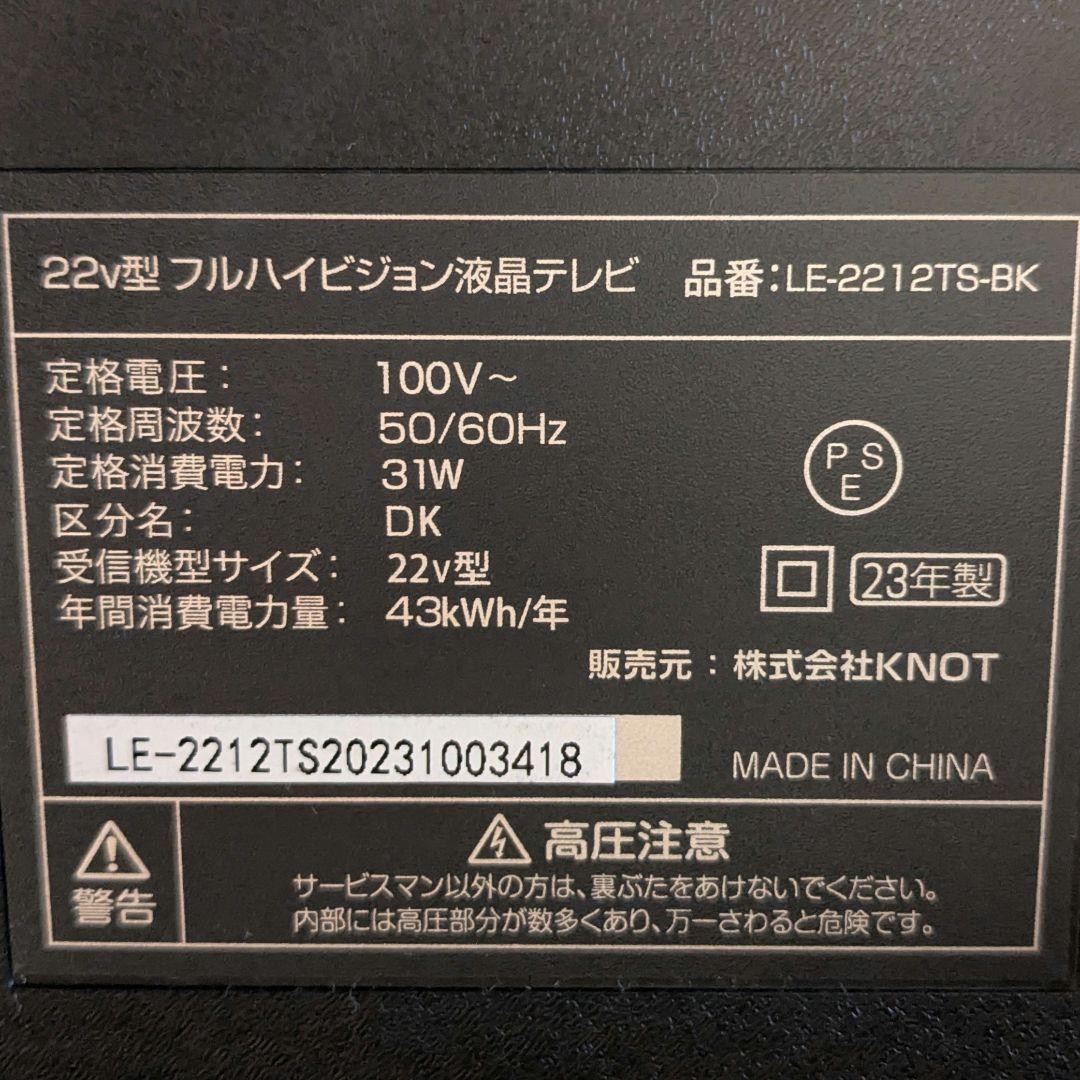 22v型 フルハイビジョン液晶テレビ 品番:LE-2212TS-BK
定格電圧: 100V～
定格周波数: 50/60Hz
定格消費電力: 31W
区分名: DK
受信機型サイズ: 22v型
年間消費電力量: 43kWh/年
PSE
23年製
販売元:株式会社KNOT
LE-2212TS20231003418
MADE IN CHINA
警告
高圧注意
サービスマン以外の方は、裏ぶたをあけないでください。
内部には高圧部分が数多くあり、万一さわると危険です。